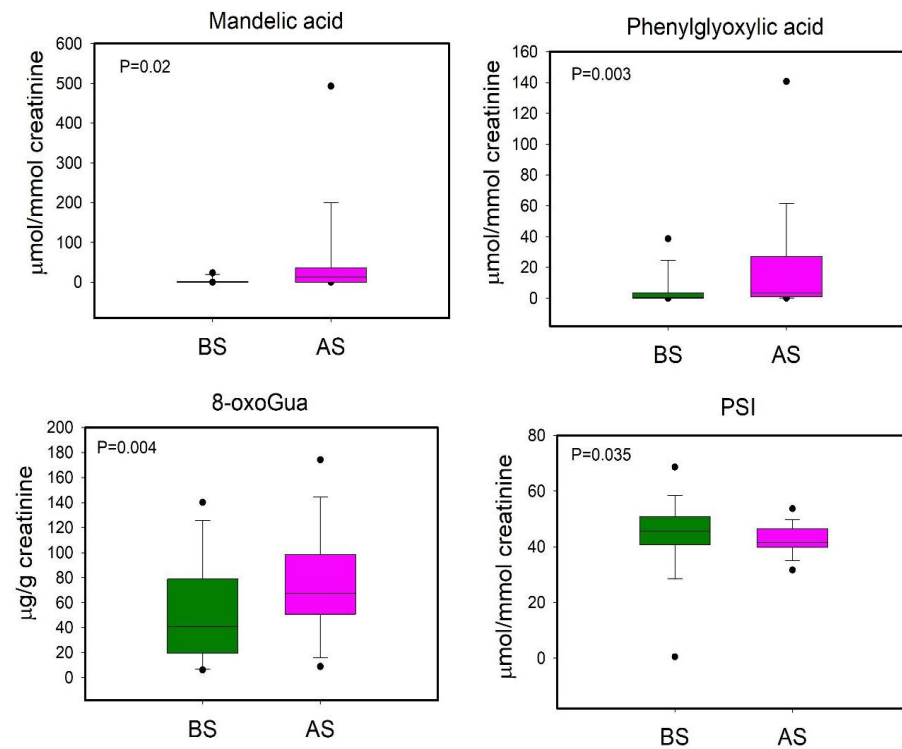 Mandelic acid
P=0.02
μmol/mmol creatinine
600
500
400
300
200
100
0
BS
AS
Phenylglyoxylic acid
P=0.003
μmol/mmol creatinine
160
140
120
100
80
60
40
20
0
BS
AS
8-oxoGua
P=0.004
μg/g creatinine
200
180
160
140
120
100
80
60
40
20
0
BS
AS
PSI
P=0.035
μmol/mmol creatinine
80
60
40
20
0
BS
AS